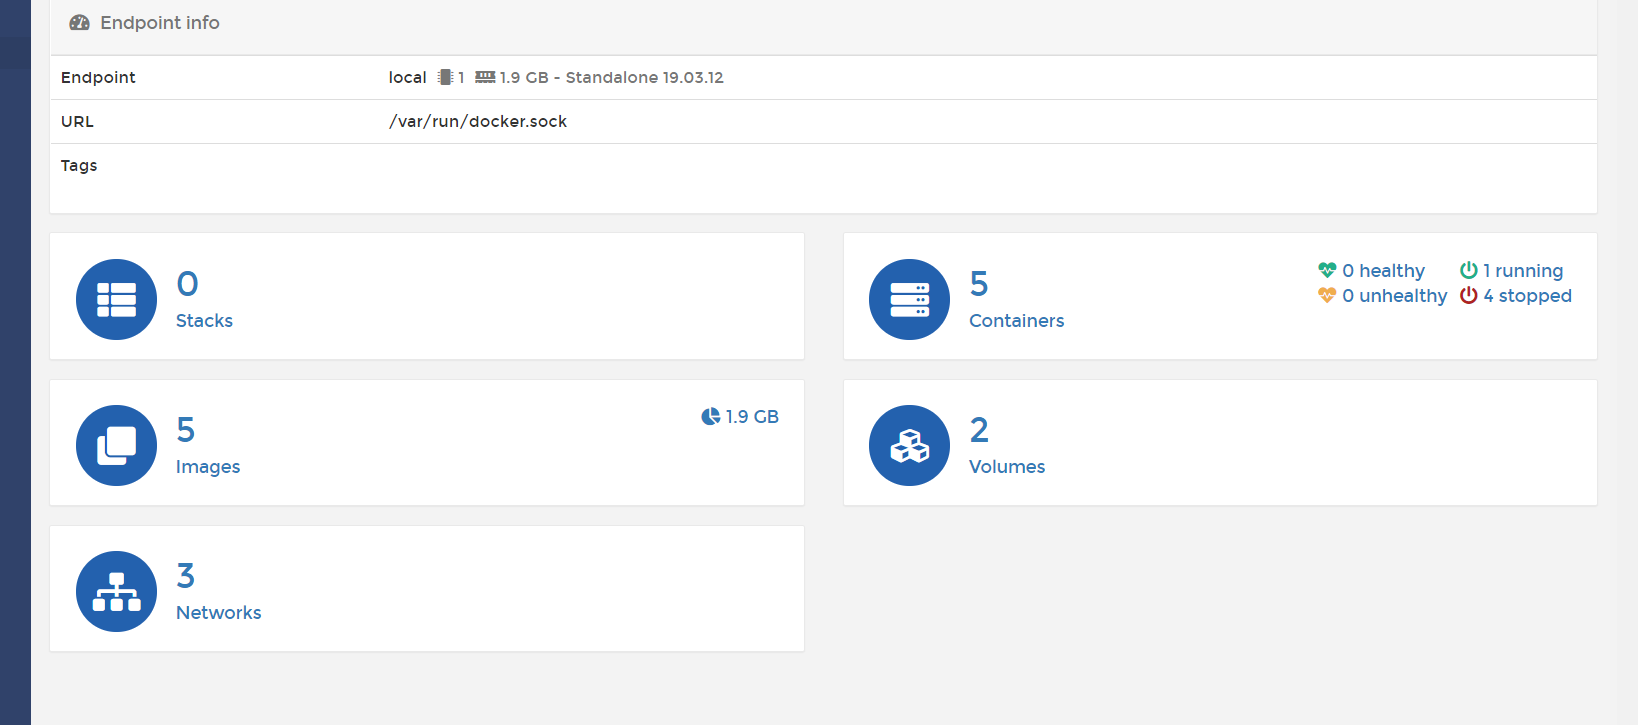 Endpoint info
Endpoint local 1 1.9 GB - Standalone 19.03.12
URL /var/run/docker.sock
Tags
0
Stacks
5
Containers
0 healthy 1 running
0 unhealthy 4 stopped
5
Images
1.9 GB
2
Volumes
3
Networks